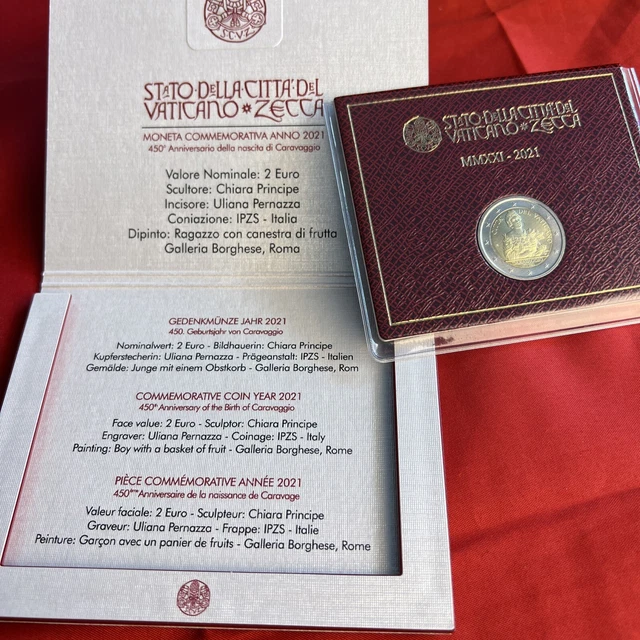 SCVZ
STATO·DELLA·CITTA'·DEL
VATICANO * ZECCA
MONETA COMMEMORATIVA ANNO 2021
450° Anniversario della nascita di Caravaggio
Valore Nominale: 2 Euro
Scultore: Chiara Principe
Incisore: Uliana Pernazza
Coniazione: IPZS - Italia
Dipinto: Ragazzo con canestra di frutta
Galleria Borghese, Roma
GEDENKMÜNZE JAHR 2021
450. Geburtsjahr von Caravaggio
Nominalwert: 2 Euro - Bildhauerin: Chiara Principe
Kupferstecherin: Uliana Pernazza - Prägeanstalt: IPZS - Italien
Gemälde: Junge mit einem Obstkorb - Galleria Borghese, Rom
COMMEMORATIVE COIN YEAR 2021
450th Anniversary of the Birth of Caravaggio
Face value: 2 Euro - Sculptor: Chiara Principe
Engraver: Uliana Pernazza - Coinage: IPZS - Italy
Painting: Boy with a basket of fruit - Galleria Borghese, Rome
PIÈCE COMMÉMORATIVE ANNÉE 2021
450ème Anniversaire de la naissance de Caravage
Valeur faciale: 2 Euro - Sculpteur: Chiara Principe
Graveur: Uliana Pernazza - Frappe: IPZS - Italie
Peinture: Garçon avec un panier de fruits - Galleria Borghese, Rome
STATO·DELLA·CITTA'·DEL
VATICANO * ZECCA
MMXXI - 2021